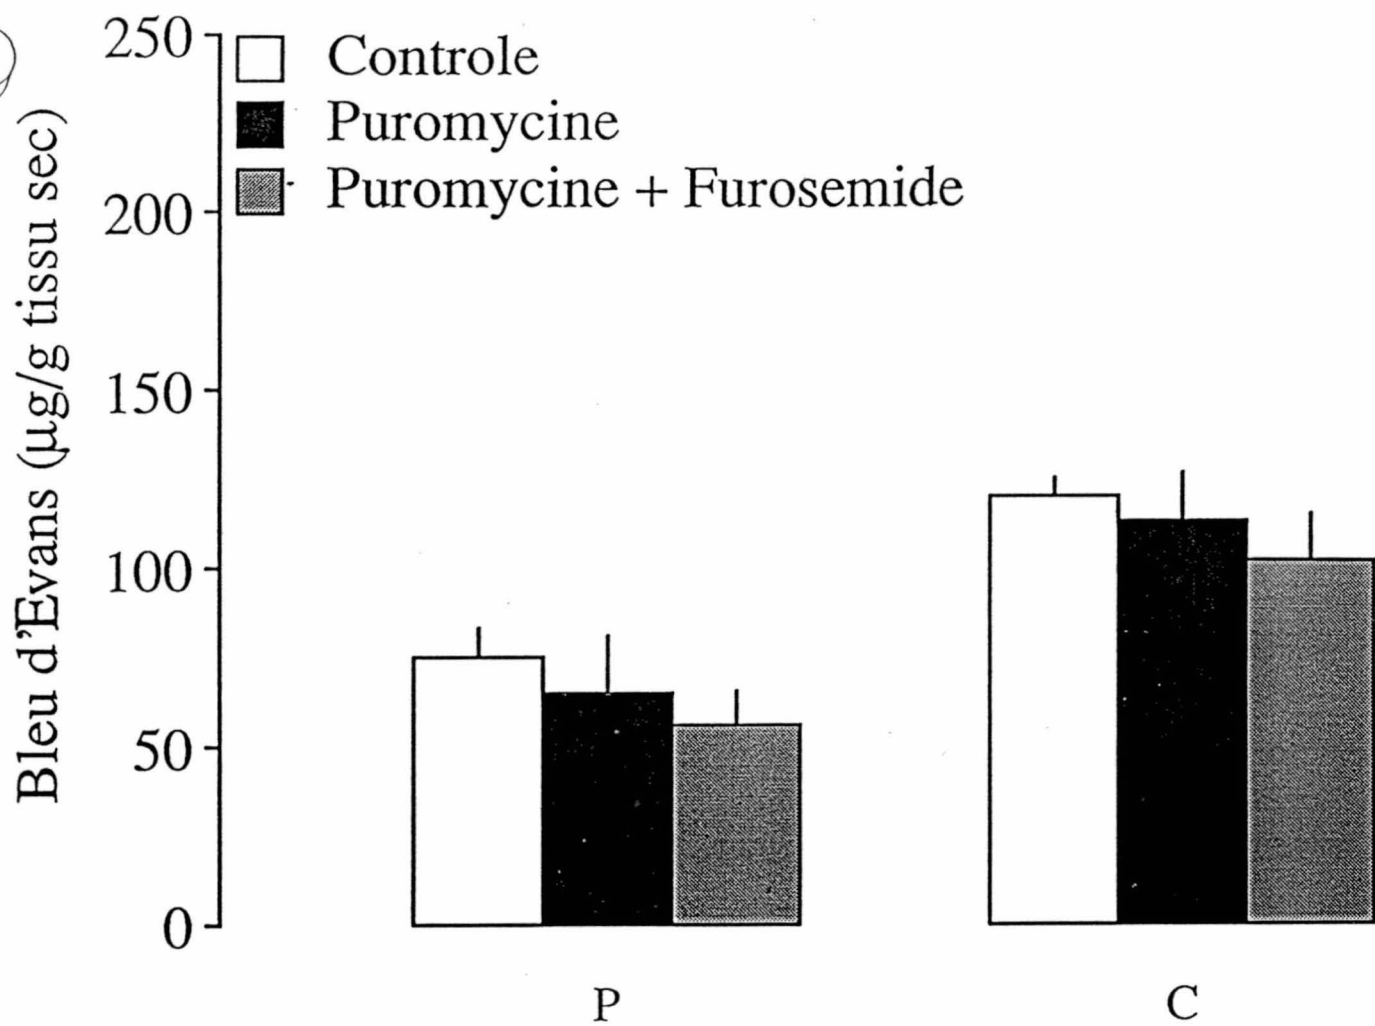 250
200
150
100
50
0
Bleu d'Evans (µg/g tissu sec)
Controle
Puromycine
Puromycine + Furosemide
P
C